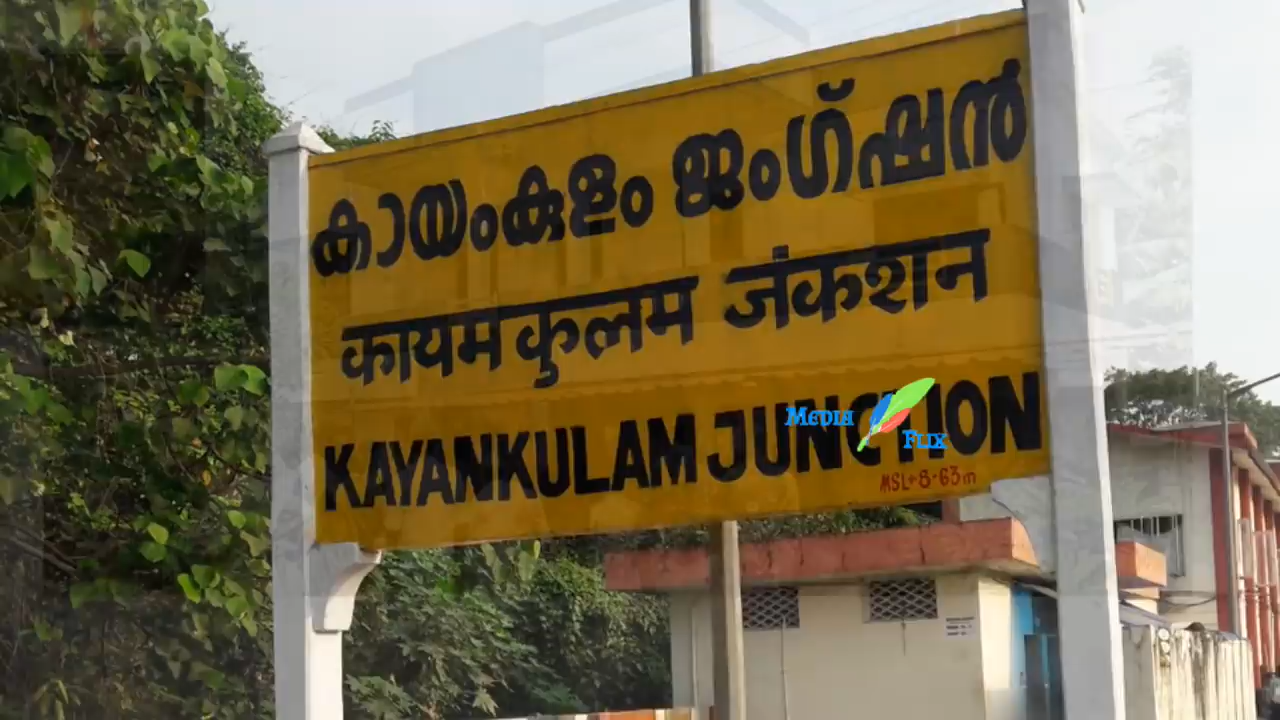 കായംകുളം ജംഗ്ഷൻ
कायमकुलम जंकशन
KAYANKULAM JUNCTION
MEDIA
FLIX
MSL+8·63m